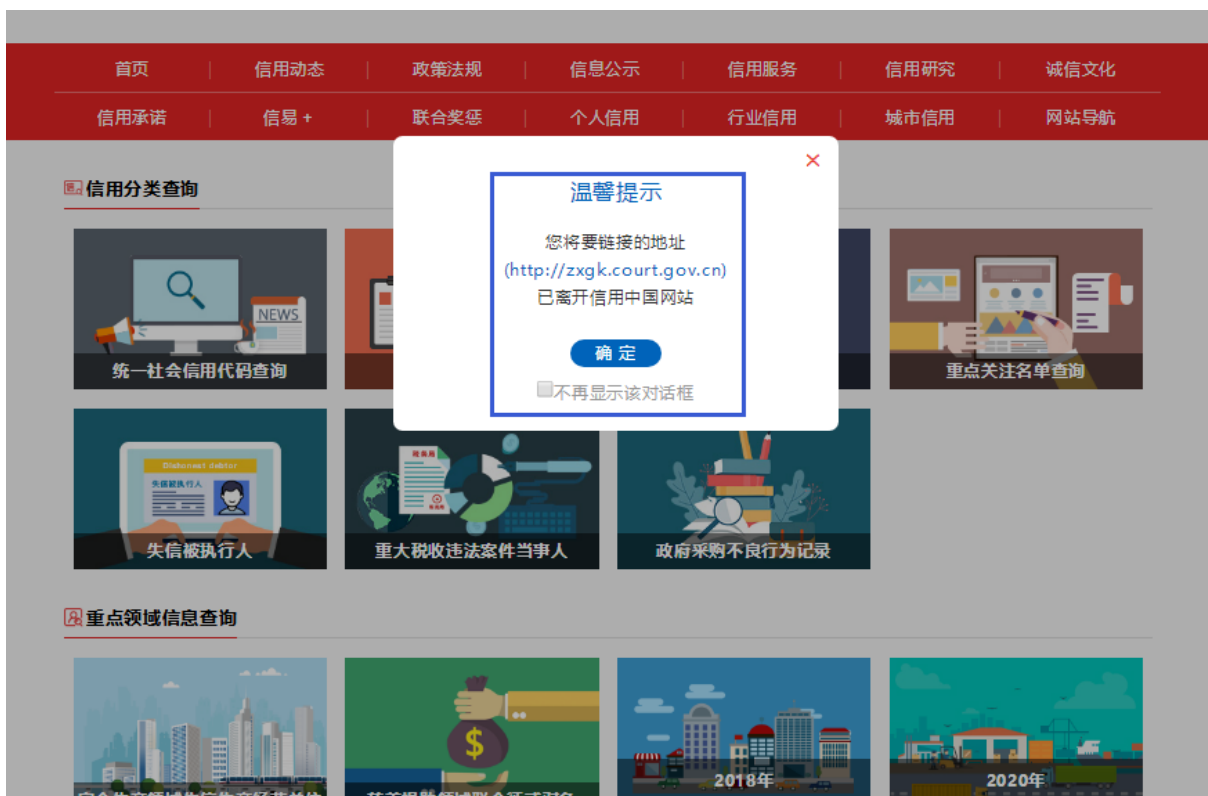 首页
信用动态
政策法规
信息公示
信用服务
信用研究
诚信文化
信用承诺
信易 +
联合奖惩
个人信用
行业信用
城市信用
网站导航
信用分类查询
温馨提示
您将要链接的地址
(http://zxgk.court.gov.cn)
已离开信用中国网站
确 定
不再显示该对话框
NEWS
统一社会信用代码查询
重点关注名单查询
Dishonest debtor
失信被执行人
失信被执行人
税务局
重大税收违法案件当事人
政府采购不良行为记录
重点领域信息查询
2018年
2020年